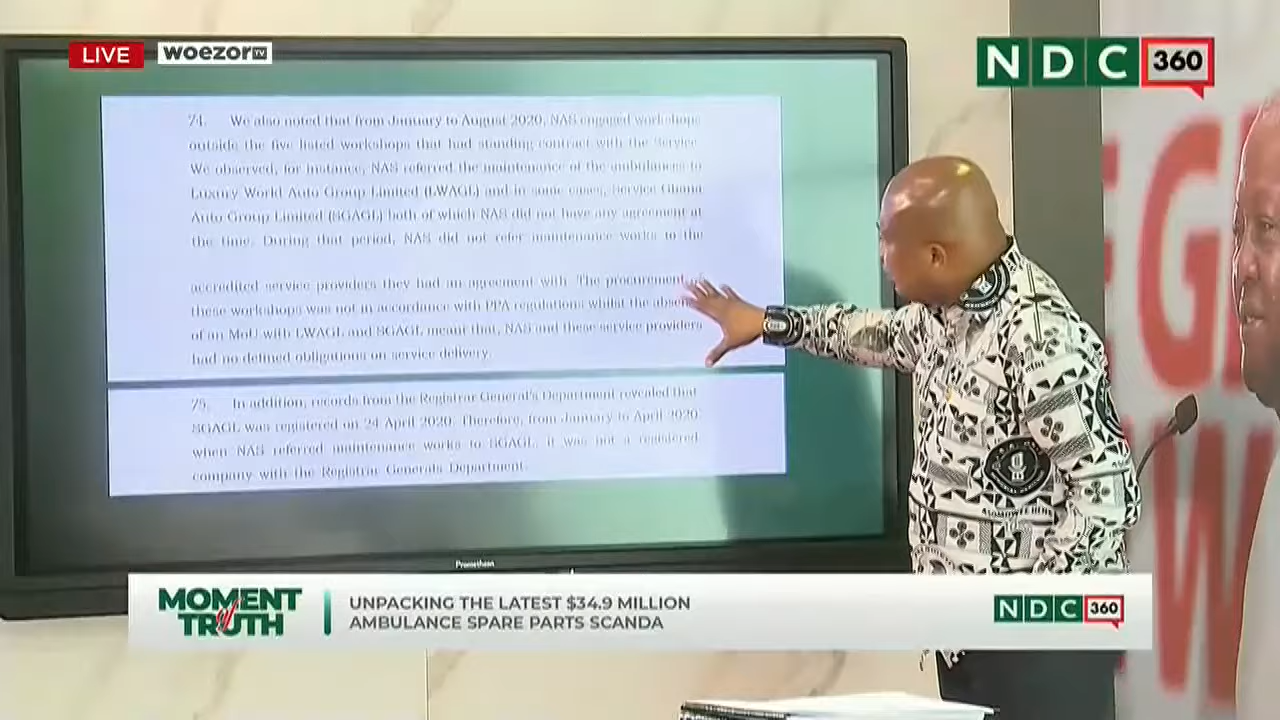 LIVE
woezor TV
NDC 360
74. We also noted that from January to August 2020, NAS engaged workshops
outside the five listed workshops that had standing contract with the Service.
We observed, for instance, NAS referred the maintenance of the ambulances to
Luxury World Auto Group Limited (LWAGL) and in some cases, Service Ghana
Auto Group Limited (SGAGL) both of which NAS did not have any agreement at
the time. During that period, NAS did not refer maintenance works to the
accredited service providers they had an agreement with. The procurement
these workshops was not in accordance with PPA regulations whilst the
of an MoU with LWAGL and SGAGL meant that, NAS and these service providers
had no defined obligations on service delivery.
75. In addition, records from the Registrar General's Department revealed that
SGAGL was registered on 24 April 2020. Therefore, from January to April 2020
when NAS referred maintenance works to SGAGL, it was not a registered
company with the Registrar Generals Department.
Promethean
MOMENT
of
TRUTH
UNPACKING THE LATEST $34.9 MILLION
AMBULANCE SPARE PARTS SCANDA
NDC 360